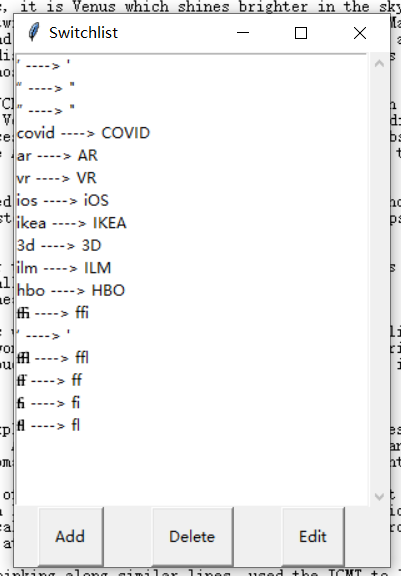 s, it is Venus which shines brighter in the sky
Switchlist
’ ----> '
“ ----> "
” ----> "
covid ----> COVID
ar ----> AR
vr ----> VR
ios ----> iOS
ikea ----> IKEA
3d ----> 3D
ilm ----> ILM
hbo ----> HBO
ffi ----> ffi
‘ ----> '
ffl ----> ffl
ff ----> ff
fi ----> fi
fl ----> fl
Add Delete Edit
inking along similar lines, used the JCMT to